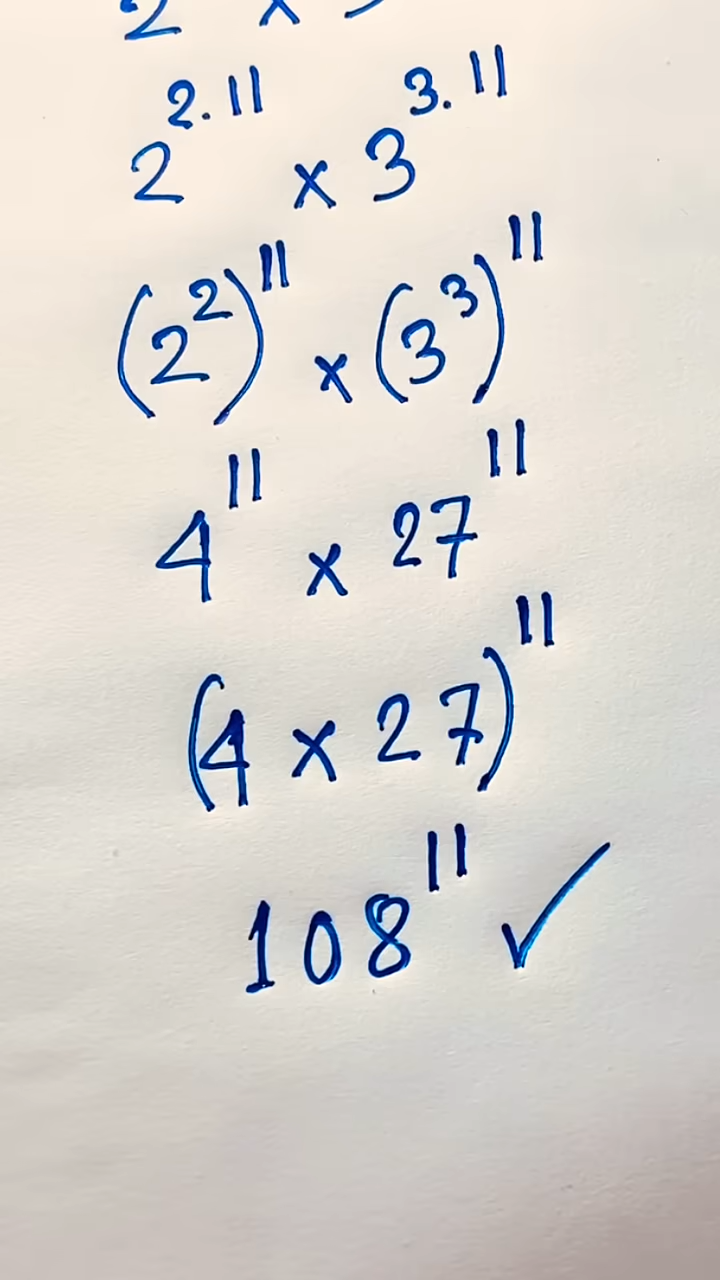 2 ×
2^2.11 × 3^3.11
(2^2)^11 × (3^3)^11
4^11 × 27^11
(4 × 27)^11
108^11 ✓